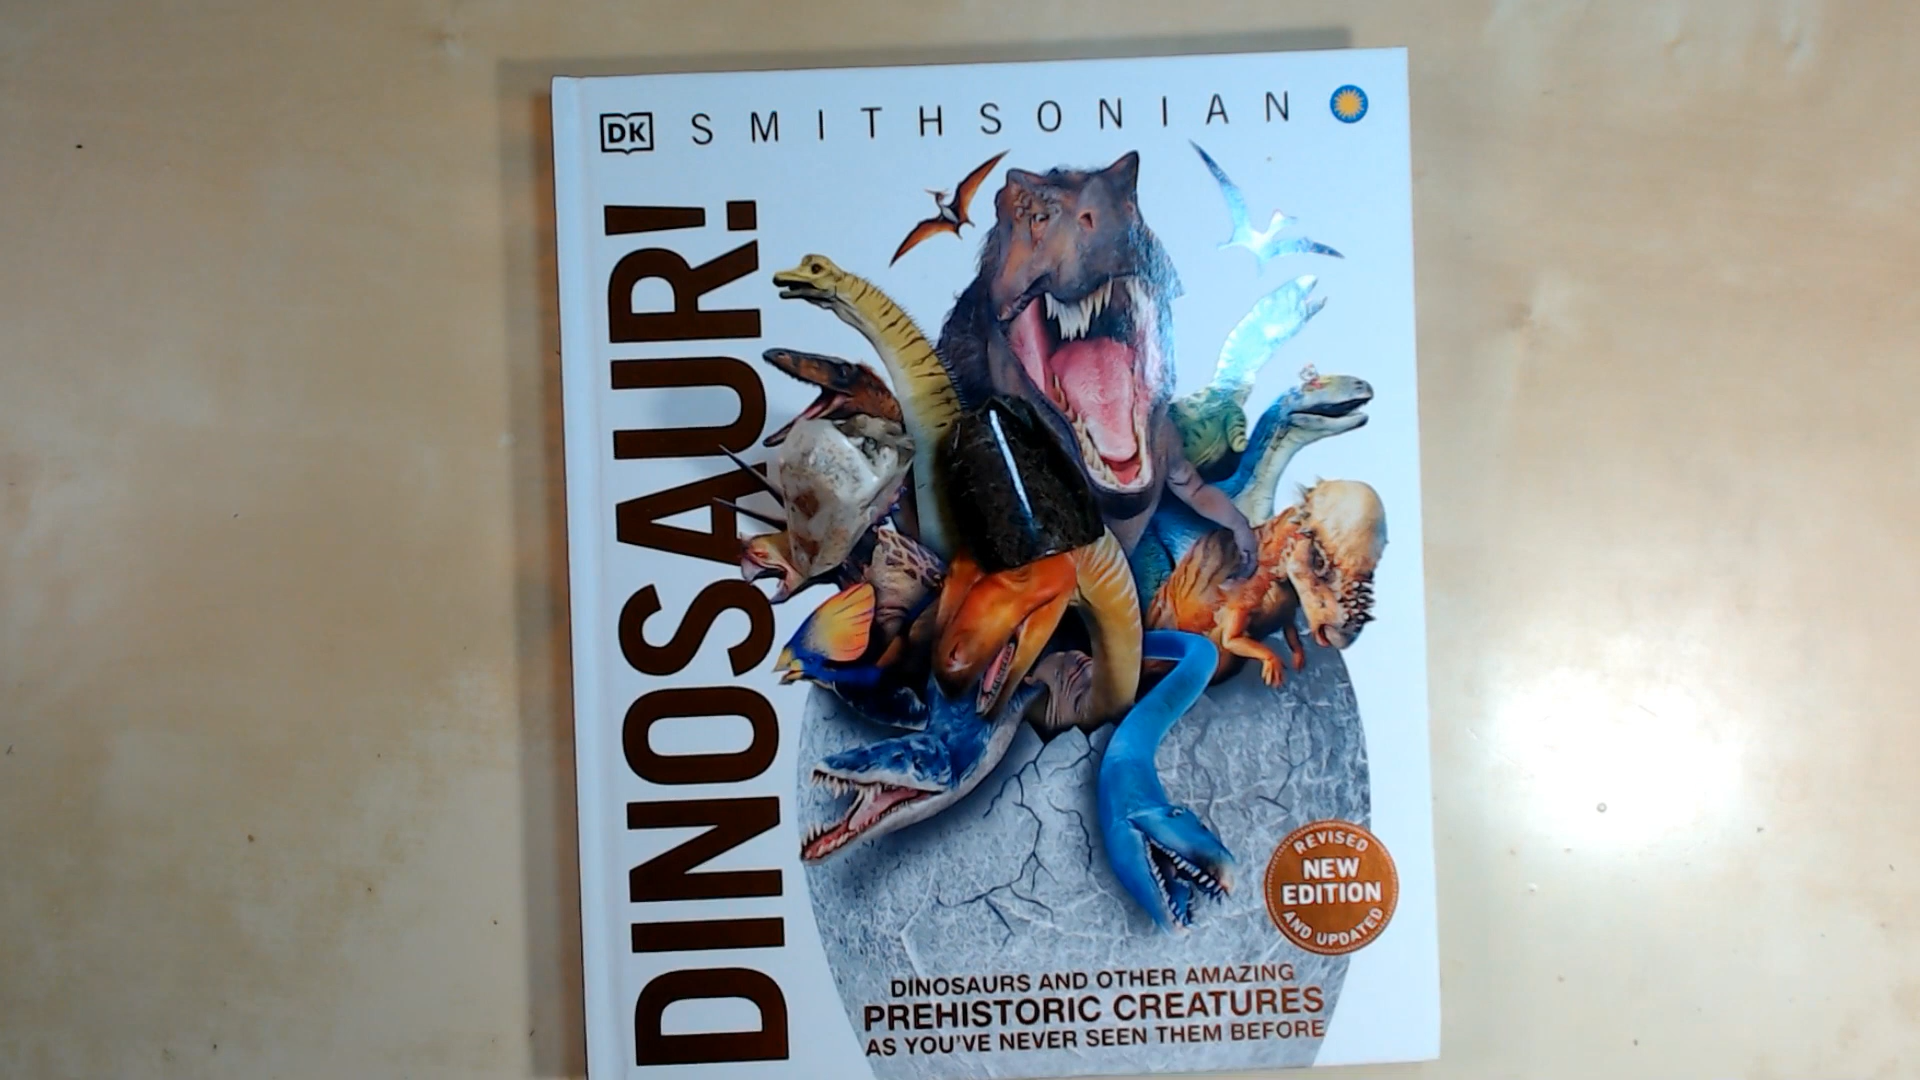 DK SMITHSONIAN
DINOSAUR!
REVISED
NEW
EDITION
AND UPDATED
DINOSAURS AND OTHER AMAZING
PREHISTORIC CREATURES
AS YOU'VE NEVER SEEN THEM BEFORE